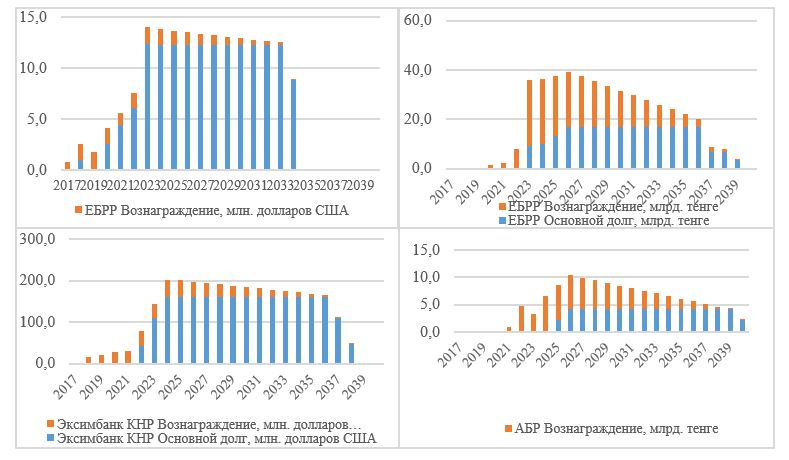 15,0
10,0
5,0
0,0
2017 2019 2021 2023 2025 2027 2029 2031 2033 2035 2037 2039
ЕБРР Вознаграждение, млн. долларов США
60,0
40,0
20,0
0,0
2017 2019 2021 2023 2025 2027 2029 2031 2033 2035 2037 2039
ЕБРР Вознаграждение, млрд. тенге
ЕБРР Основной долг, млрд. тенге
300,0
200,0
100,0
0,0
2017 2019 2021 2023 2025 2027 2029 2031 2033 2035 2037 2039
Эксимбанк КНР Вознаграждение, млн. долларов…
Эксимбанк КНР Основной долг, млн. долларов США
15,0
10,0
5,0
0,0
2017 2019 2021 2023 2025 2027 2029 2031 2033 2035 2037 2039
АБР Вознаграждение, млрд. тенге